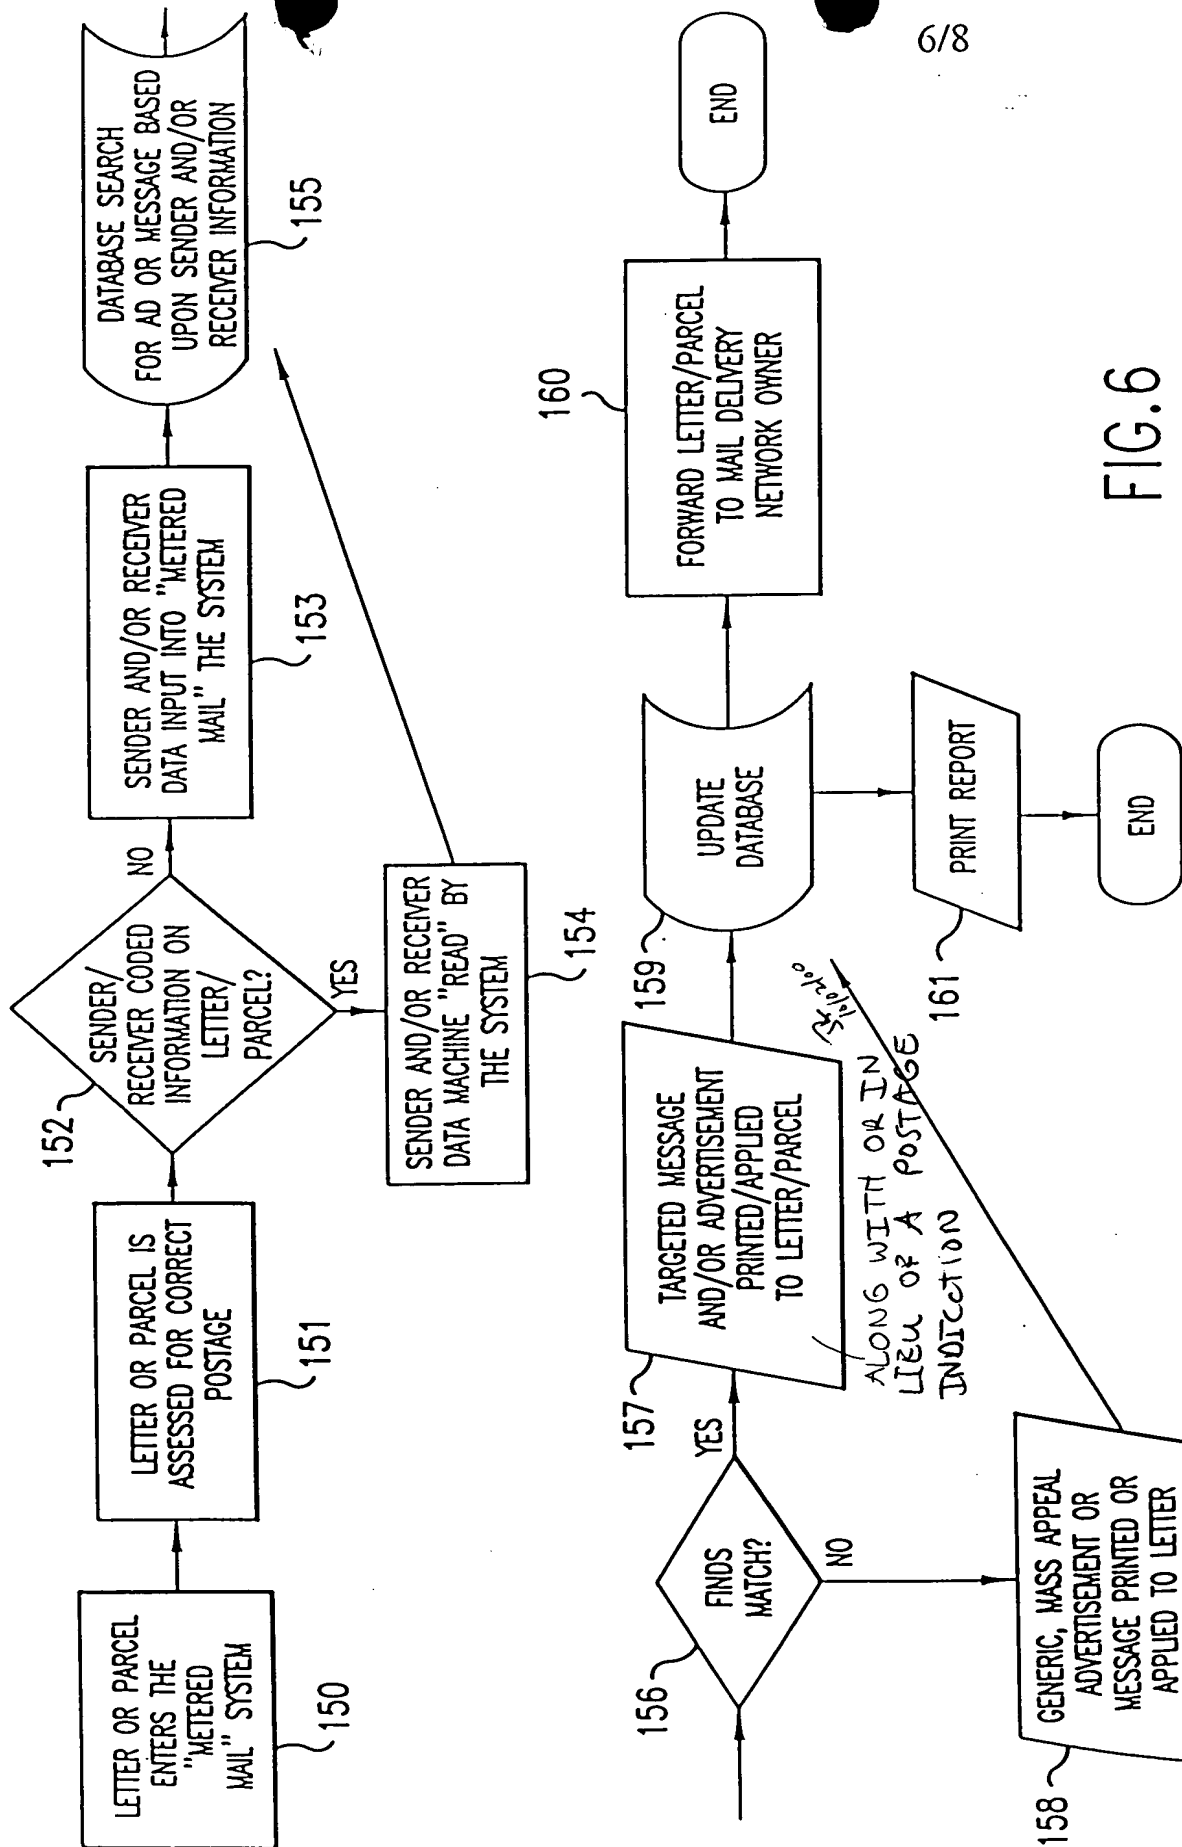 6/8
LETTER OR PARCEL
ENTERS THE
"METERED
MAIL" SYSTEM
150
LETTER OR PARCEL IS
ASSESSED FOR CORRECT
POSTAGE
151
152
SENDER/
RECEIVER CODED
INFORMATION ON
LETTER/
PARCEL?
NO
YES
SENDER AND/OR RECEIVER
DATA INPUT INTO "METERED
MAIL" THE SYSTEM
153
SENDER AND/OR RECEIVER
DATA MACHINE "READ" BY
THE SYSTEM
154
DATABASE SEARCH
FOR AD OR MESSAGE BASED
UPON SENDER AND/OR
RECEIVER INFORMATION
155
156
FINDS
MATCH?
YES
NO
157
TARGETED MESSAGE
AND/OR ADVERTISEMENT
PRINTED/APPLIED
TO LETTER/PARCEL
ALONG WITH OR IN
LIEU OF A POSTAGE
INDICATION
158
GENERIC, MASS APPEAL
ADVERTISEMENT OR
MESSAGE PRINTED OR
APPLIED TO LETTER
159
UPDATE
DATABASE
160
FORWARD LETTER/PARCEL
TO MAIL DELIVERY
NETWORK OWNER
END
161
PRINT REPORT
END
FIG.6